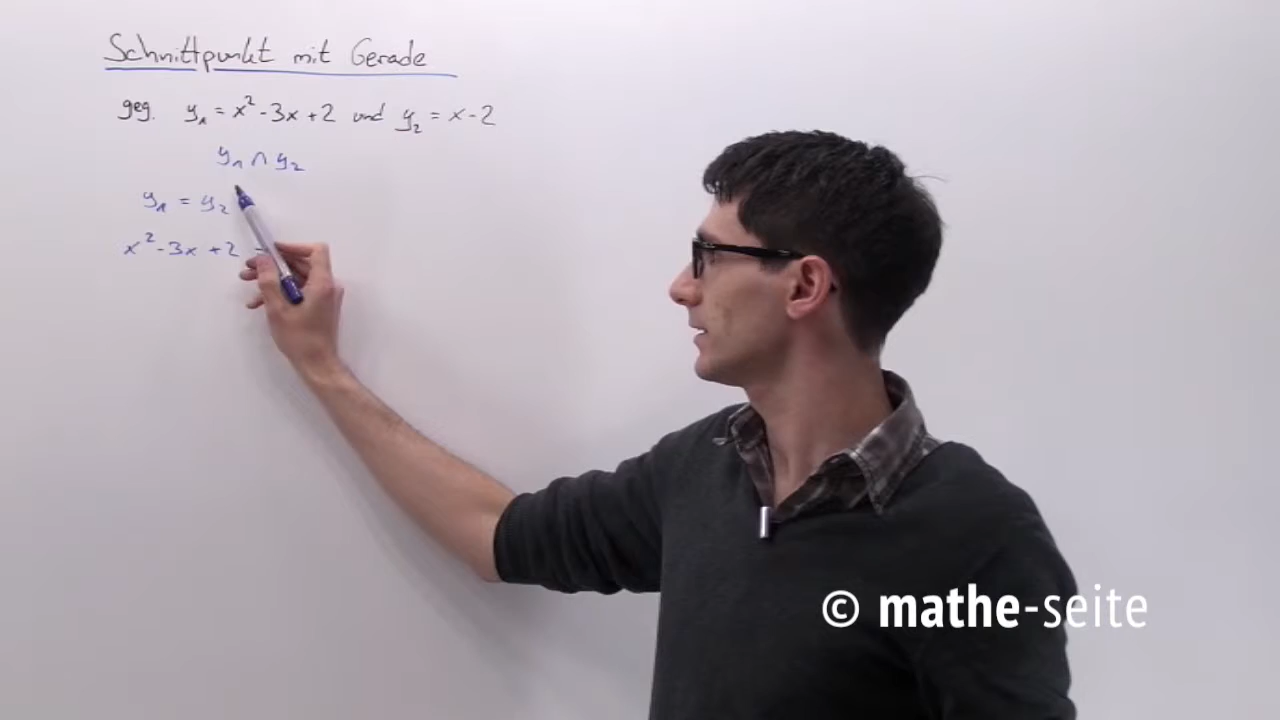 Schnittpunkt mit Gerade
geg. y₁ = x² - 3x + 2 und y₂ = x - 2
y₁ ∩ y₂
y₁ = y₂
x² - 3x + 2
© mathe-seite